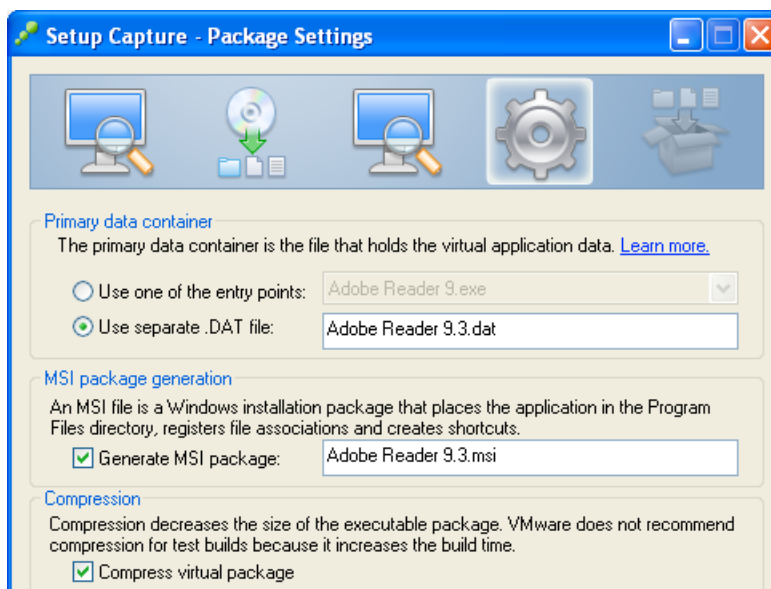 Setup Capture - Package Settings
Primary data container
The primary data container is the file that holds the virtual application data. Learn more.
Use one of the entry points:
Adobe Reader 9.exe
Use separate .DAT file:
Adobe Reader 9.3.dat
MSI package generation
An MSI file is a Windows installation package that places the application in the Program
Files directory, registers file associations and creates shortcuts.
Generate MSI package:
Adobe Reader 9.3.msi
Compression
Compression decreases the size of the executable package. VMware does not recommend
compression for test builds because it increases the build time.
Compress virtual package